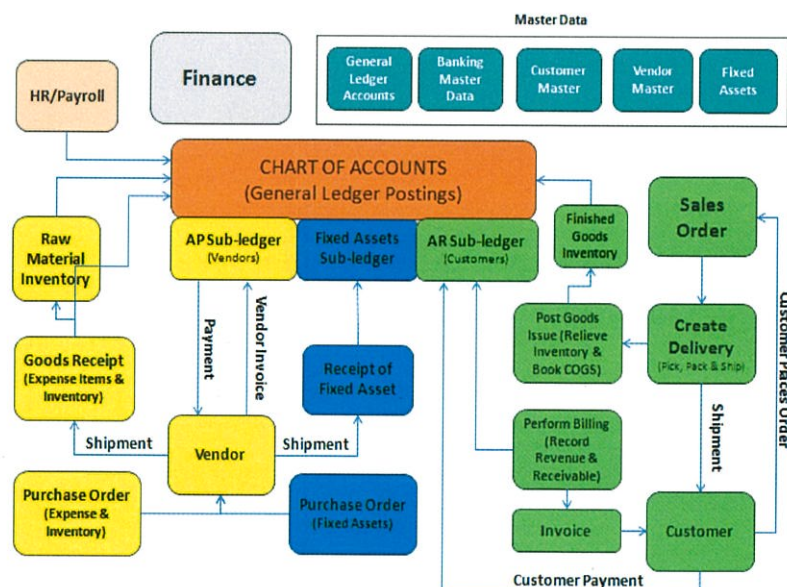 Master Data
Finance
General
Ledger
Accounts
Banking
Master
Data
Customer
Master
Vendor
Master
Fixed
Assets
HR/Payroll
CHART OF ACCOUNTS
(General Ledger Postings)
AP Sub-ledger
(Vendors)
Fixed Assets
Sub-ledger
AR Sub-ledger
(Customers)
Raw
Material
Inventory
Finished
Goods
Inventory
Sales
Order
Payment
Vendor Invoice
Goods Receipt
(Expense Items &
Inventory)
Receipt of
Fixed Asset
Post Goods
Issue (Relieve
Inventory &
Book COGS)
Create
Delivery
(Pick, Pack & Ship)
Customer Places Order
Shipment
Vendor
Shipment
Perform Billing
(Record
Revenue &
Receivable)
Shipment
Purchase Order
(Expense &
Inventory)
Purchase Order
(Fixed Assets)
Invoice
Customer
Customer Payment